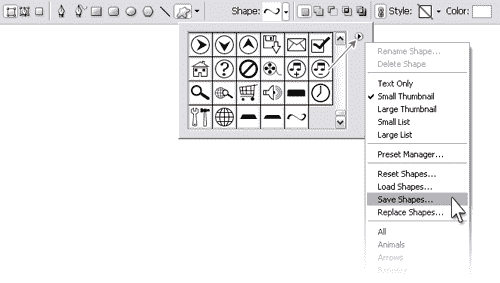 Shape: Style: Color:
Rename Shape...
Delete Shape
Text Only
Small Thumbnail
Large Thumbnail
Small List
Large List
Preset Manager...
Reset Shapes...
Load Shapes...
Save Shapes...
Replace Shapes...
All
Animals
Arrows